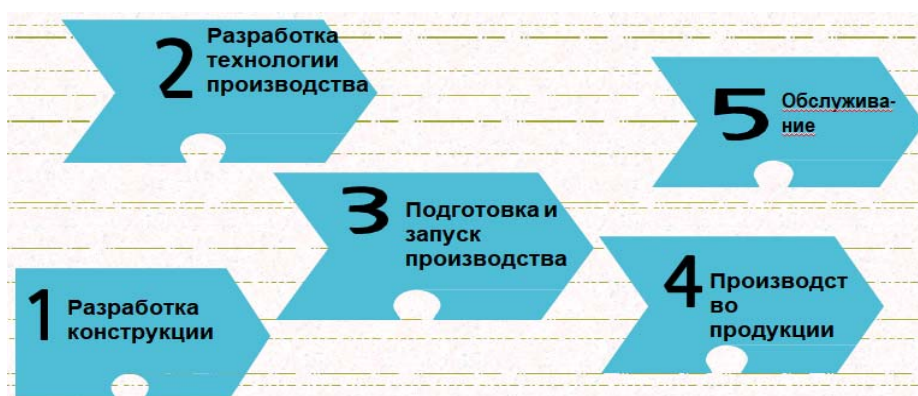 1
Разработка
конструкции
2
Разработка
технологии
производства
3
Подготовка и
запуск
производства
4
Производст
во
продукции
5
Обслужива-
ние